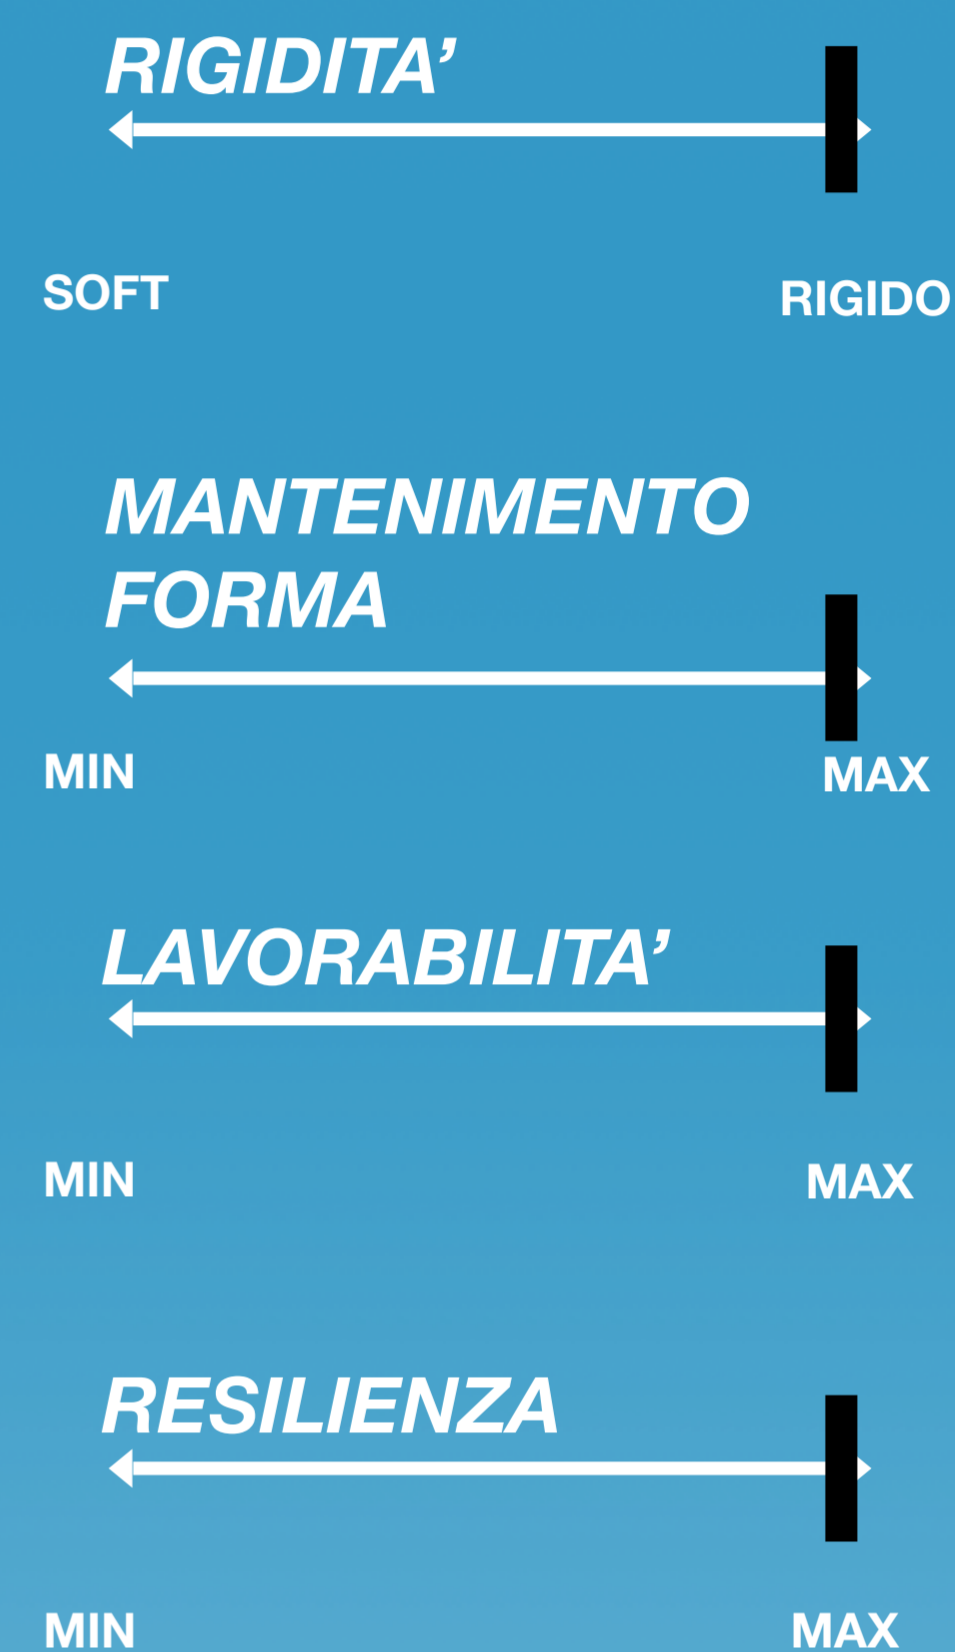 RIGIDITA’
SOFT
RIGIDO
MANTENIMENTO
FORMA
MIN
MAX
LAVORABILITA’
MIN
MAX
RESILIENZA
MIN
MAX